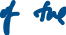 of the